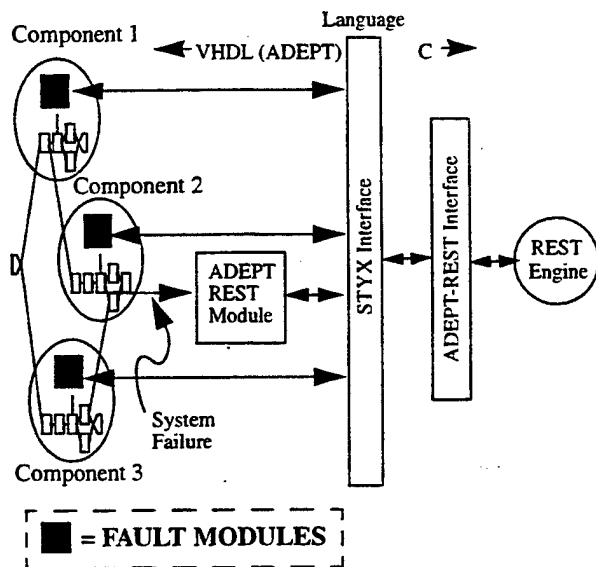 Language
Component 1
VHDL (ADEPT)
C
Component 2
STYX Interface
ADEPT-REST Interface
REST
Engine
ADEPT
REST
Module
System
Failure
Component 3
= FAULT MODULES